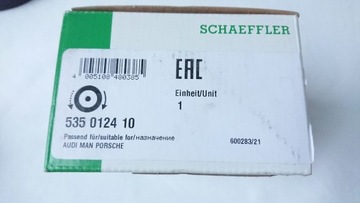 SCHAEFFLER
4 005108 480385
EAC
Einheit/Unit
1
535 0124 10
Passend für/suitable for/назначение
AUDI MAN PORSCHE
600283/21